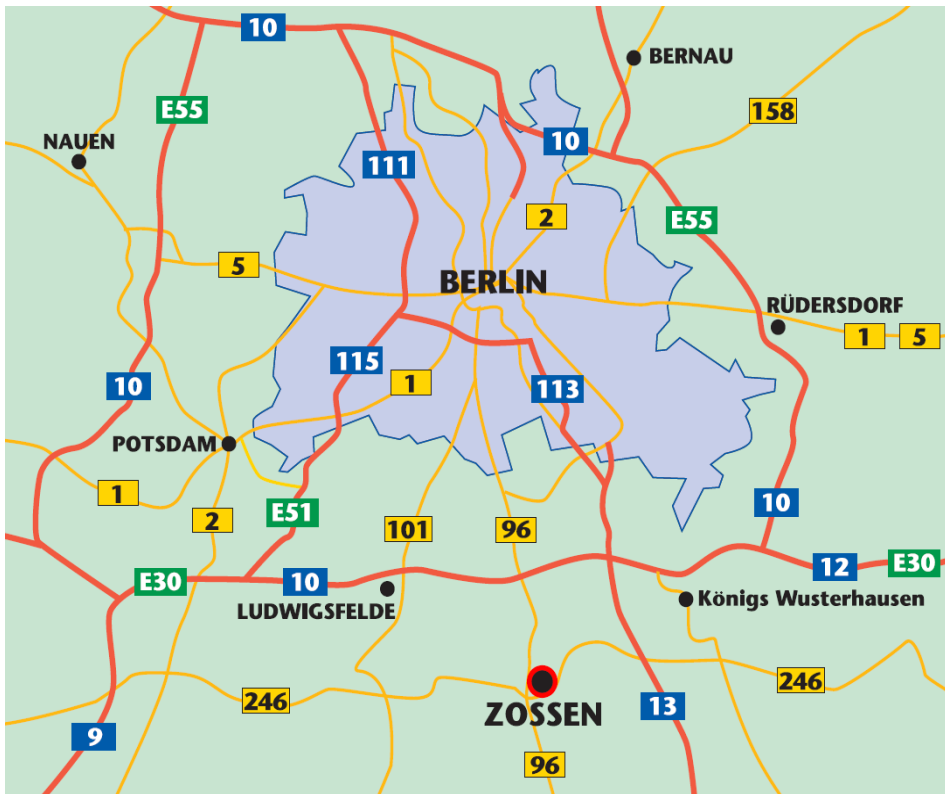 10
BERNAU
E55
158
NAUEN
10
111
2
E55
5
BERLIN
RÜDERSDORF
1
5
115
10
1
113
POTSDAM
1
2
E51
101
96
10
E30
10
12
E30
LUDWIGSFELDE
Königs Wusterhausen
246
246
ZOSSEN
13
9
96